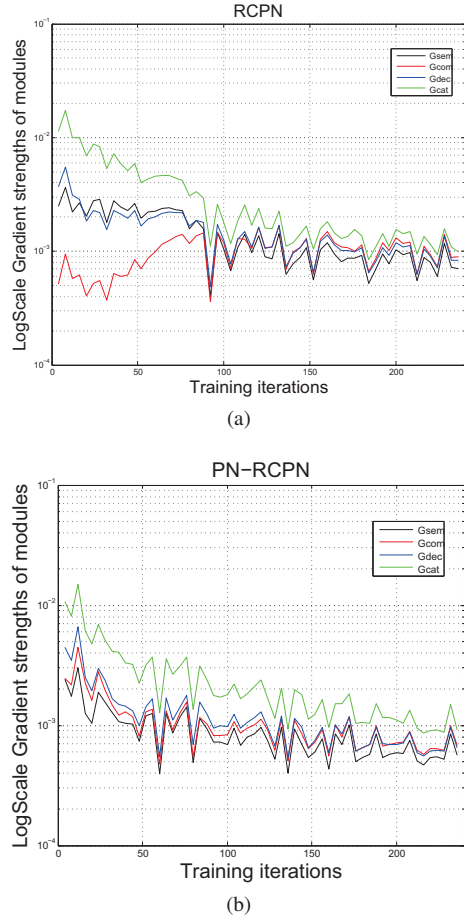 RCPN
LogScale Gradient strengths of modules
10^-1
10^-2
10^-3
10^-4
Gsem
Gcom
Gdec
Gcat
0 50 100 150 200
Training iterations
(a)
PN-RCPN
LogScale Gradient strengths of modules
10^-1
10^-2
10^-3
10^-4
Gsem
Gcom
Gdec
Gcat
0 50 100 150 200
Training iterations
(b)